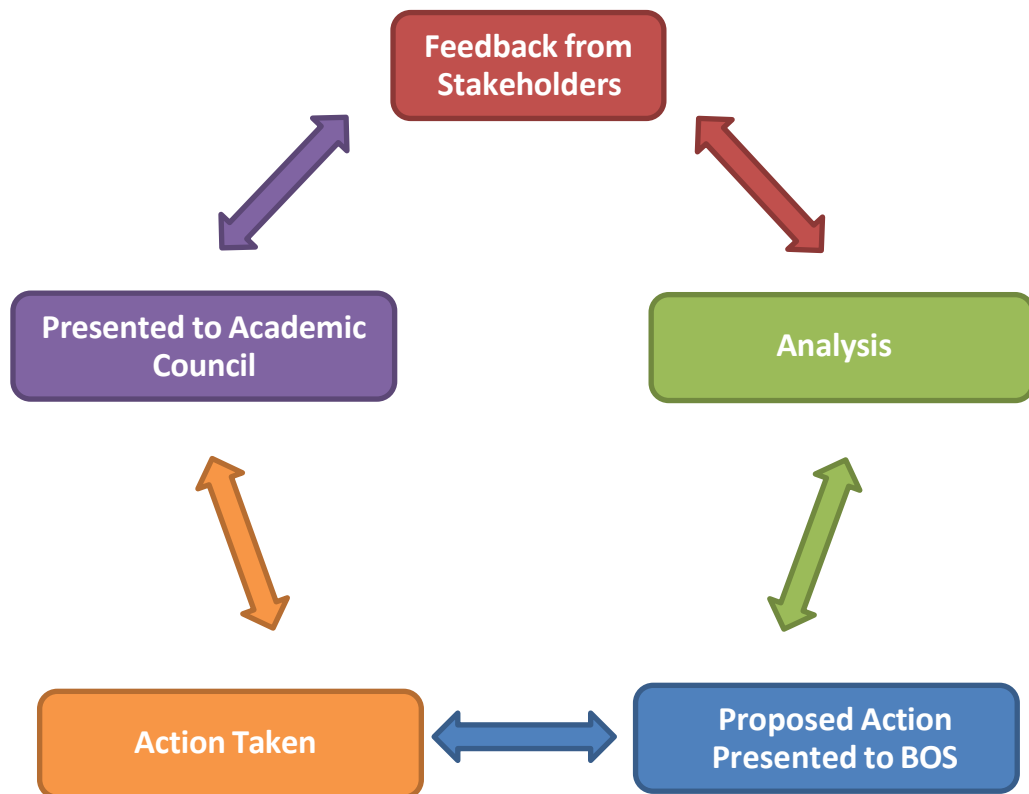 Feedback from
Stakeholders
Presented to Academic
Council
Analysis
Action Taken
Proposed Action
Presented to BOS